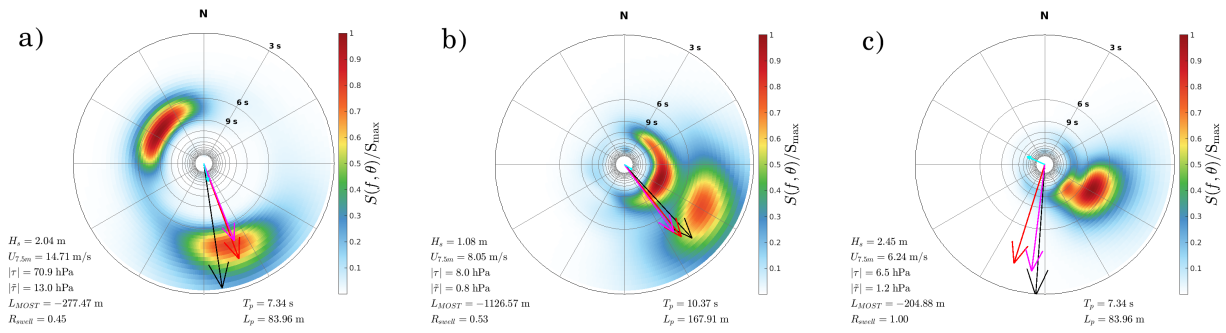 a)
N
3 s
6 s
9 s
1
0.9
0.8
0.7
0.6
0.5
0.4
0.3
0.2
0.1
S(f, θ)/S_max
H_s = 2.04 m
U_7.5m = 14.71 m/s
|τ| = 70.9 hPa
|τ̃| = 13.0 hPa
L_MOST = −277.47 m
R_swell = 0.45
T_p = 7.34 s
L_p = 83.96 m
b)
N
3 s
6 s
9 s
1
0.9
0.8
0.7
0.6
0.5
0.4
0.3
0.2
0.1
S(f, θ)/S_max
H_s = 1.08 m
U_7.5m = 8.05 m/s
|τ| = 8.0 hPa
|τ̃| = 0.8 hPa
L_MOST = −1126.57 m
R_swell = 0.53
T_p = 10.37 s
L_p = 167.91 m
c)
N
3 s
6 s
9 s
1
0.9
0.8
0.7
0.6
0.5
0.4
0.3
0.2
0.1
S(f, θ)/S_max
H_s = 2.45 m
U_7.5m = 6.24 m/s
|τ| = 6.5 hPa
|τ̃| = 1.2 hPa
L_MOST = −204.88 m
R_swell = 1.00
T_p = 7.34 s
L_p = 83.96 m